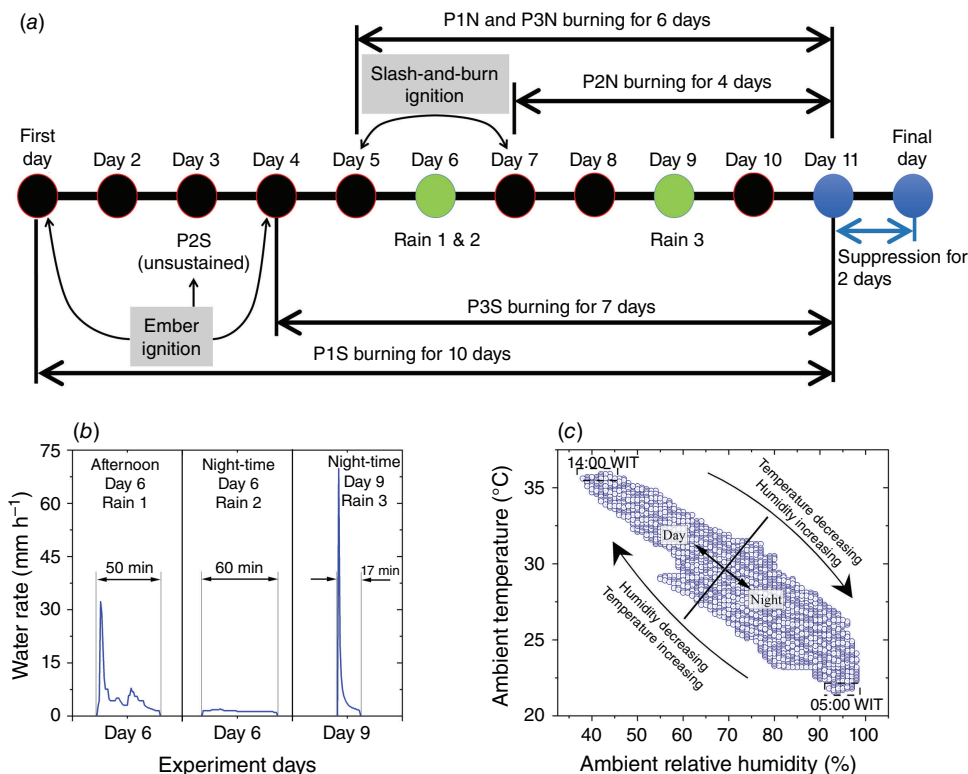 (a)
P1N and P3N burning for 6 days
Slash-and-burn
ignition
P2N burning for 4 days
First
day
Day 2
Day 3
Day 4
Day 5
Day 6
Day 7
Day 8
Day 9
Day 10
Day 11
Final
day
P2S
(unsustained)
Rain 1 & 2
Rain 3
Suppression for
2 days
Ember
ignition
P3S burning for 7 days
P1S burning for 10 days
(b)
75
60
45
30
15
0
Water rate (mm h⁻¹)
Afternoon
Day 6
Rain 1
Night-time
Day 6
Rain 2
Night-time
Day 9
Rain 3
50 min
60 min
17 min
Day 6
Day 6
Day 9
Experiment days
(c)
35
30
25
20
Ambient temperature (°C)
14:00 WIT
Temperature decreasing
Humidity increasing
Day
Night
Humidity decreasing
Temperature increasing
05:00 WIT
40
50
60
70
80
90
100
Ambient relative humidity (%)